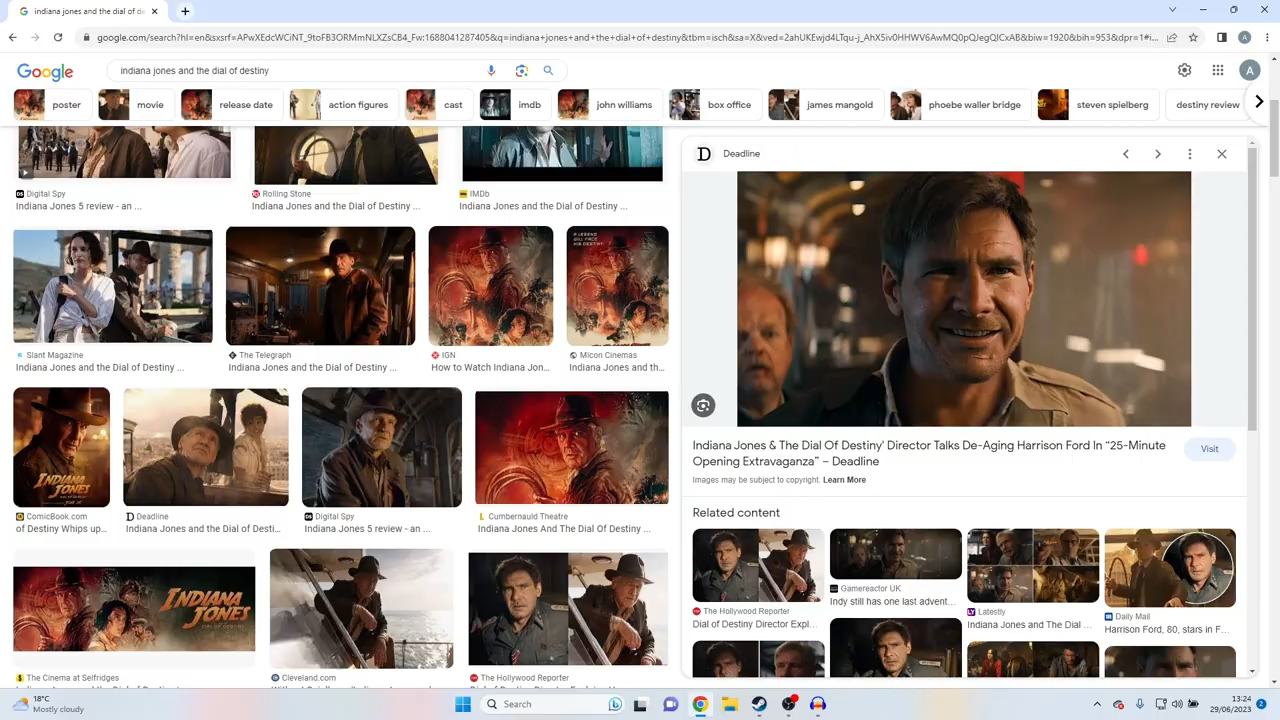 indiana jones and the dial of de
google.com/search?hl=en&sxsrf=APwXEdcWCiNT_9toFB3ORMmNLXZsCB4_Fw:1688041287405&q=indiana+jones+and+the+dial+of+destiny&tbm=isch&sa=X&ved=2ahUKEwjd4LTqu-j_AhX5iv0HHWV6AwMQ0pQJegQICxAB&biw=1920&bih=953&dpr=1#i...
A
Google
indiana jones and the dial of destiny
A
poster
movie
release date
action figures
cast
imdb
john williams
box office
james mangold
phoebe waller bridge
steven spielberg
destiny review
Digital Spy
Indiana Jones 5 review - an ...
Rolling Stone
Indiana Jones and the Dial of Destiny ...
IMDb
Indiana Jones and the Dial of Destiny ...
Slant Magazine
Indiana Jones and the Dial of Destiny ...
The Telegraph
Indiana Jones and the Dial of Destiny ...
IGN
How to Watch Indiana Jon...
A LEGEND
WILL FACE
HIS DESTINY
Micon Cinemas
Indiana Jones and th...
INDIANA
JONES
ComicBook.com
of Destiny Whips up...
D Deadline
Indiana Jones and the Dial of Desti...
Digital Spy
Indiana Jones 5 review - an ...
Cumbernauld Theatre
Indiana Jones And The Dial Of Destiny ...
INDIANA
JONES
The Cinema at Selfridges
Cleveland.com
The Hollywood Reporter
D Deadline
Indiana Jones & The Dial Of Destiny' Director Talks De-Aging Harrison Ford In “25-Minute
Opening Extravaganza” – Deadline
Visit
Images may be subject to copyright. Learn More
Related content
The Hollywood Reporter
Dial of Destiny Director Expl...
Gamereactor UK
Indy still has one last advent...
Latestly
Indiana Jones and The Dial ...
Daily Mail
Harrison Ford, 80, stars in F...
18°C
Mostly cloudy
Search
13:24
29/06/2023
2